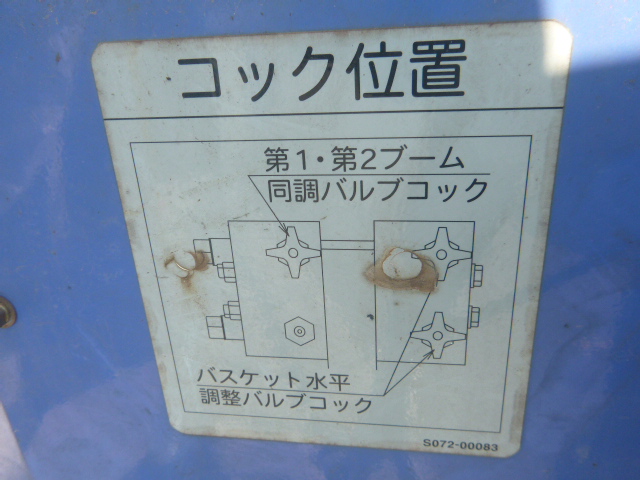 コック位置
第1・第2ブーム
同調バルブコック
バスケット水平
調整バルブコック
S072-00083